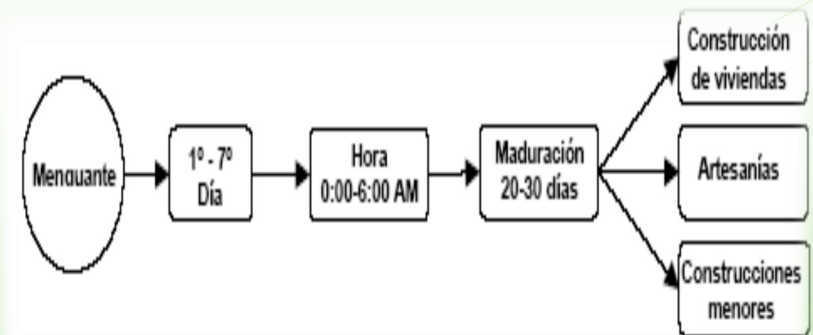 Menguante
1º - 7º
Día
Hora
0:00-6:00 AM
Maduración
20-30 días
Construcción
de viviendas
Artesanías
Construcciones
menores